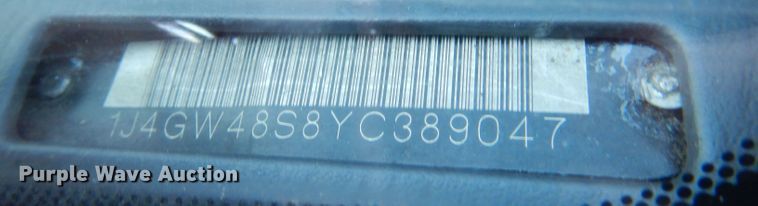 1J4GW48S8YC389047
Purple Wave Auction